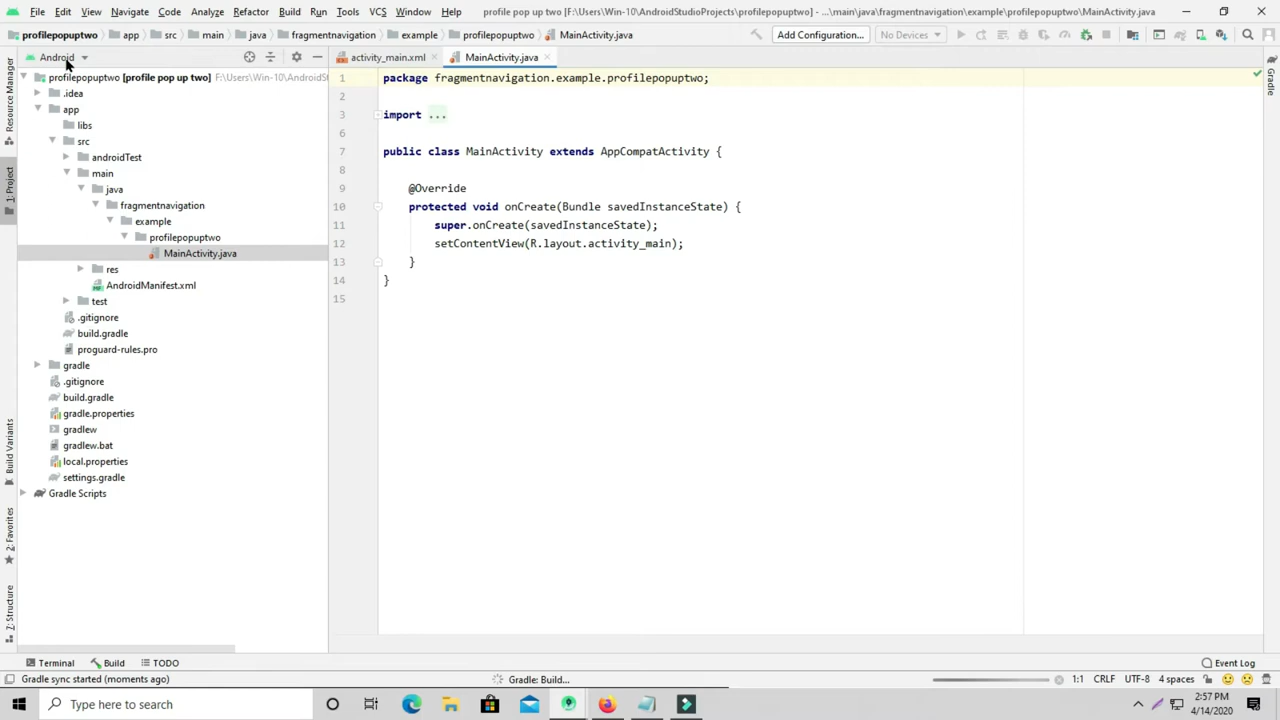 File Edit View Navigate Code Analyze Refactor Build Run Tools VCS Window Help profile pop up two [F:\Users\Win-10\AndroidStudioProjects\profilepopuptwo] - ...\main\java\fragmentnavigation\example\profilepopuptwo\MainActivity.java
profilepopuptwo app src main java fragmentnavigation example profilepopuptwo MainActivity.java Add Configuration... No Devices
Android activity_main.xml MainActivity.java
profilepopuptwo [profile pop up two] F:\Users\Win-10\AndroidSt
.idea
app
libs
src
androidTest
main
java
fragmentnavigation
example
profilepopuptwo
MainActivity.java
res
AndroidManifest.xml
test
.gitignore
build.gradle
proguard-rules.pro
gradle
.gitignore
build.gradle
gradle.properties
gradlew
gradlew.bat
local.properties
settings.gradle
Gradle Scripts
1 package fragmentnavigation.example.profilepopuptwo;
2
3 import ...
6
7 public class MainActivity extends AppCompatActivity {
8
9 @Override
10 protected void onCreate(Bundle savedInstanceState) {
11 super.onCreate(savedInstanceState);
12 setContentView(R.layout.activity_main);
13 }
14 }
15
Resource Manager
1: Project
Build Variants
2: Favorites
7: Structure
Gradle
Terminal Build TODO Event Log
Gradle sync started (moments ago) Gradle: Build... 1:1 CRLF UTF-8 4 spaces
Type here to search
2:57 PM
4/14/2020